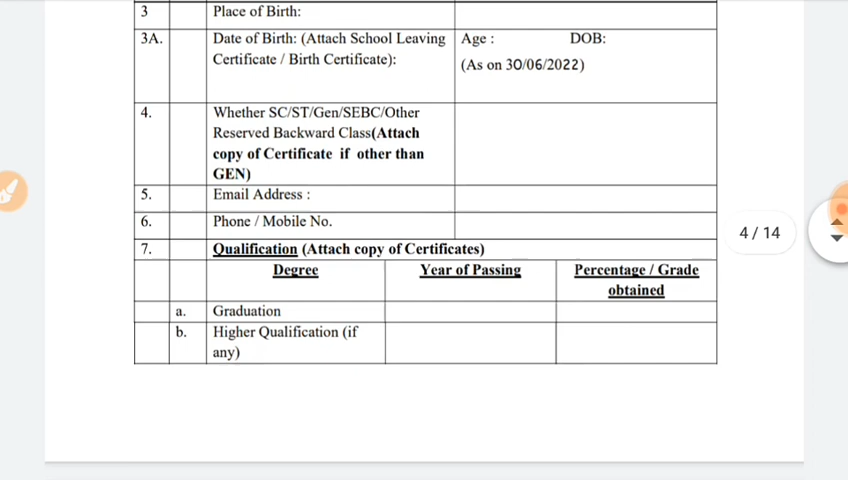 3 Place of Birth:
3A. Date of Birth: (Attach School Leaving Age : DOB:
Certificate / Birth Certificate): (As on 30/06/2022)
4. Whether SC/ST/Gen/SEBC/Other
Reserved Backward Class(Attach
copy of Certificate if other than
GEN)
5. Email Address :
6. Phone / Mobile No.
7. Qualification (Attach copy of Certificates)
Degree Year of Passing Percentage / Grade
obtained
a. Graduation
b. Higher Qualification (if
any)
4 / 14